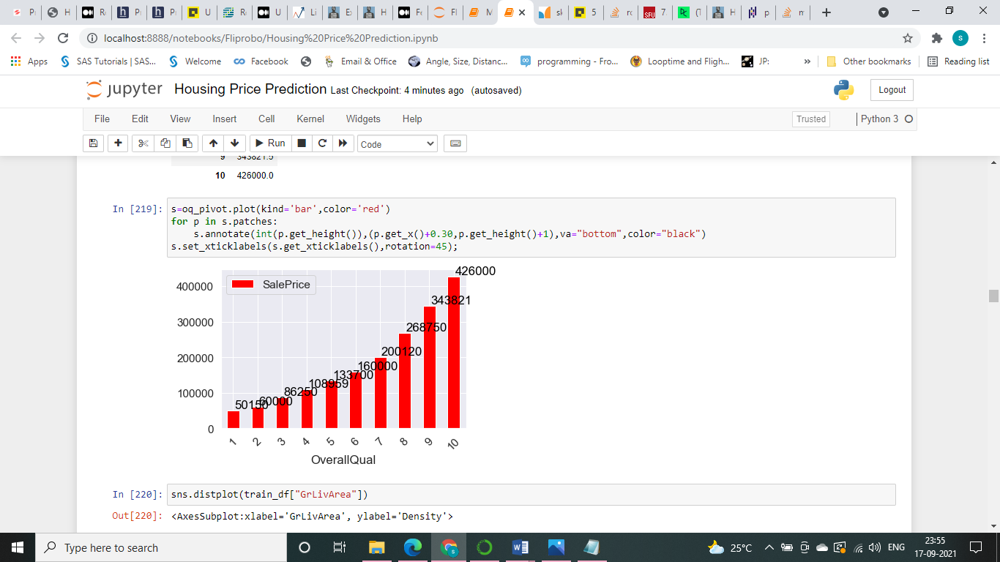 localhost:8888/notebooks/Fliprobo/Housing%20Price%20Prediction.ipynb
Apps SAS Tutorials | SAS... Welcome Facebook Email & Office Angle, Size, Distanc... programming - Fro... Looptime and Fligh... JP: » Other bookmarks Reading list
jupyter Housing Price Prediction Last Checkpoint: 4 minutes ago (autosaved) Logout
File Edit View Insert Cell Kernel Widgets Help Trusted Python 3
Run Code
9 343821.5
10 426000.0
In [219]: s=oq_pivot.plot(kind='bar',color='red')
for p in s.patches:
s.annotate(int(p.get_height()),(p.get_x()+0.30,p.get_height()+1),va="bottom",color="black")
s.set_xticklabels(s.get_xticklabels(),rotation=45);
426000
400000 SalePrice
343821
300000
268750
200000
200120
160000
133700
108959
100000
86250
60000
50150
0
1 2 3 4 5 6 7 8 9 10
OverallQual
In [220]: sns.distplot(train_df["GrLivArea"])
Out[220]: <AxesSubplot:xlabel='GrLivArea', ylabel='Density'>
Type here to search 25°C ENG 23:55
17-09-2021